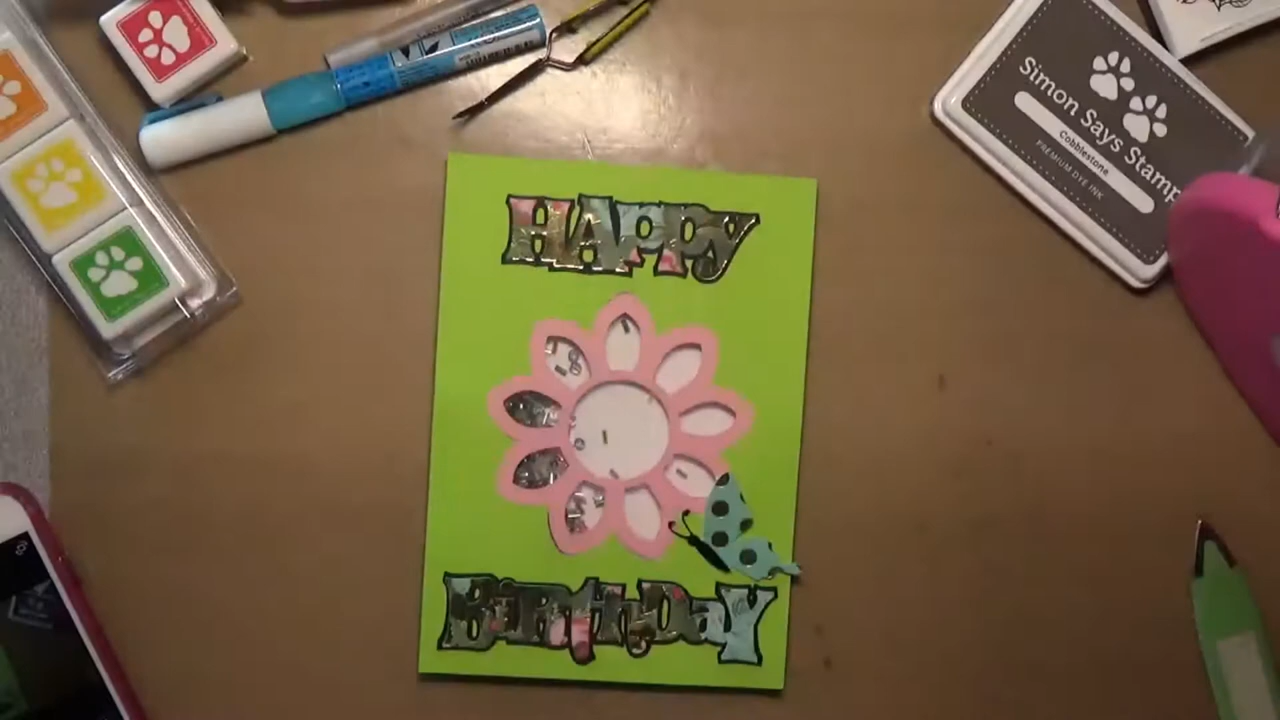 Simon Says Stamp
Cobblestone
PREMIUM DYE INK
HAPPY
BirthDaY